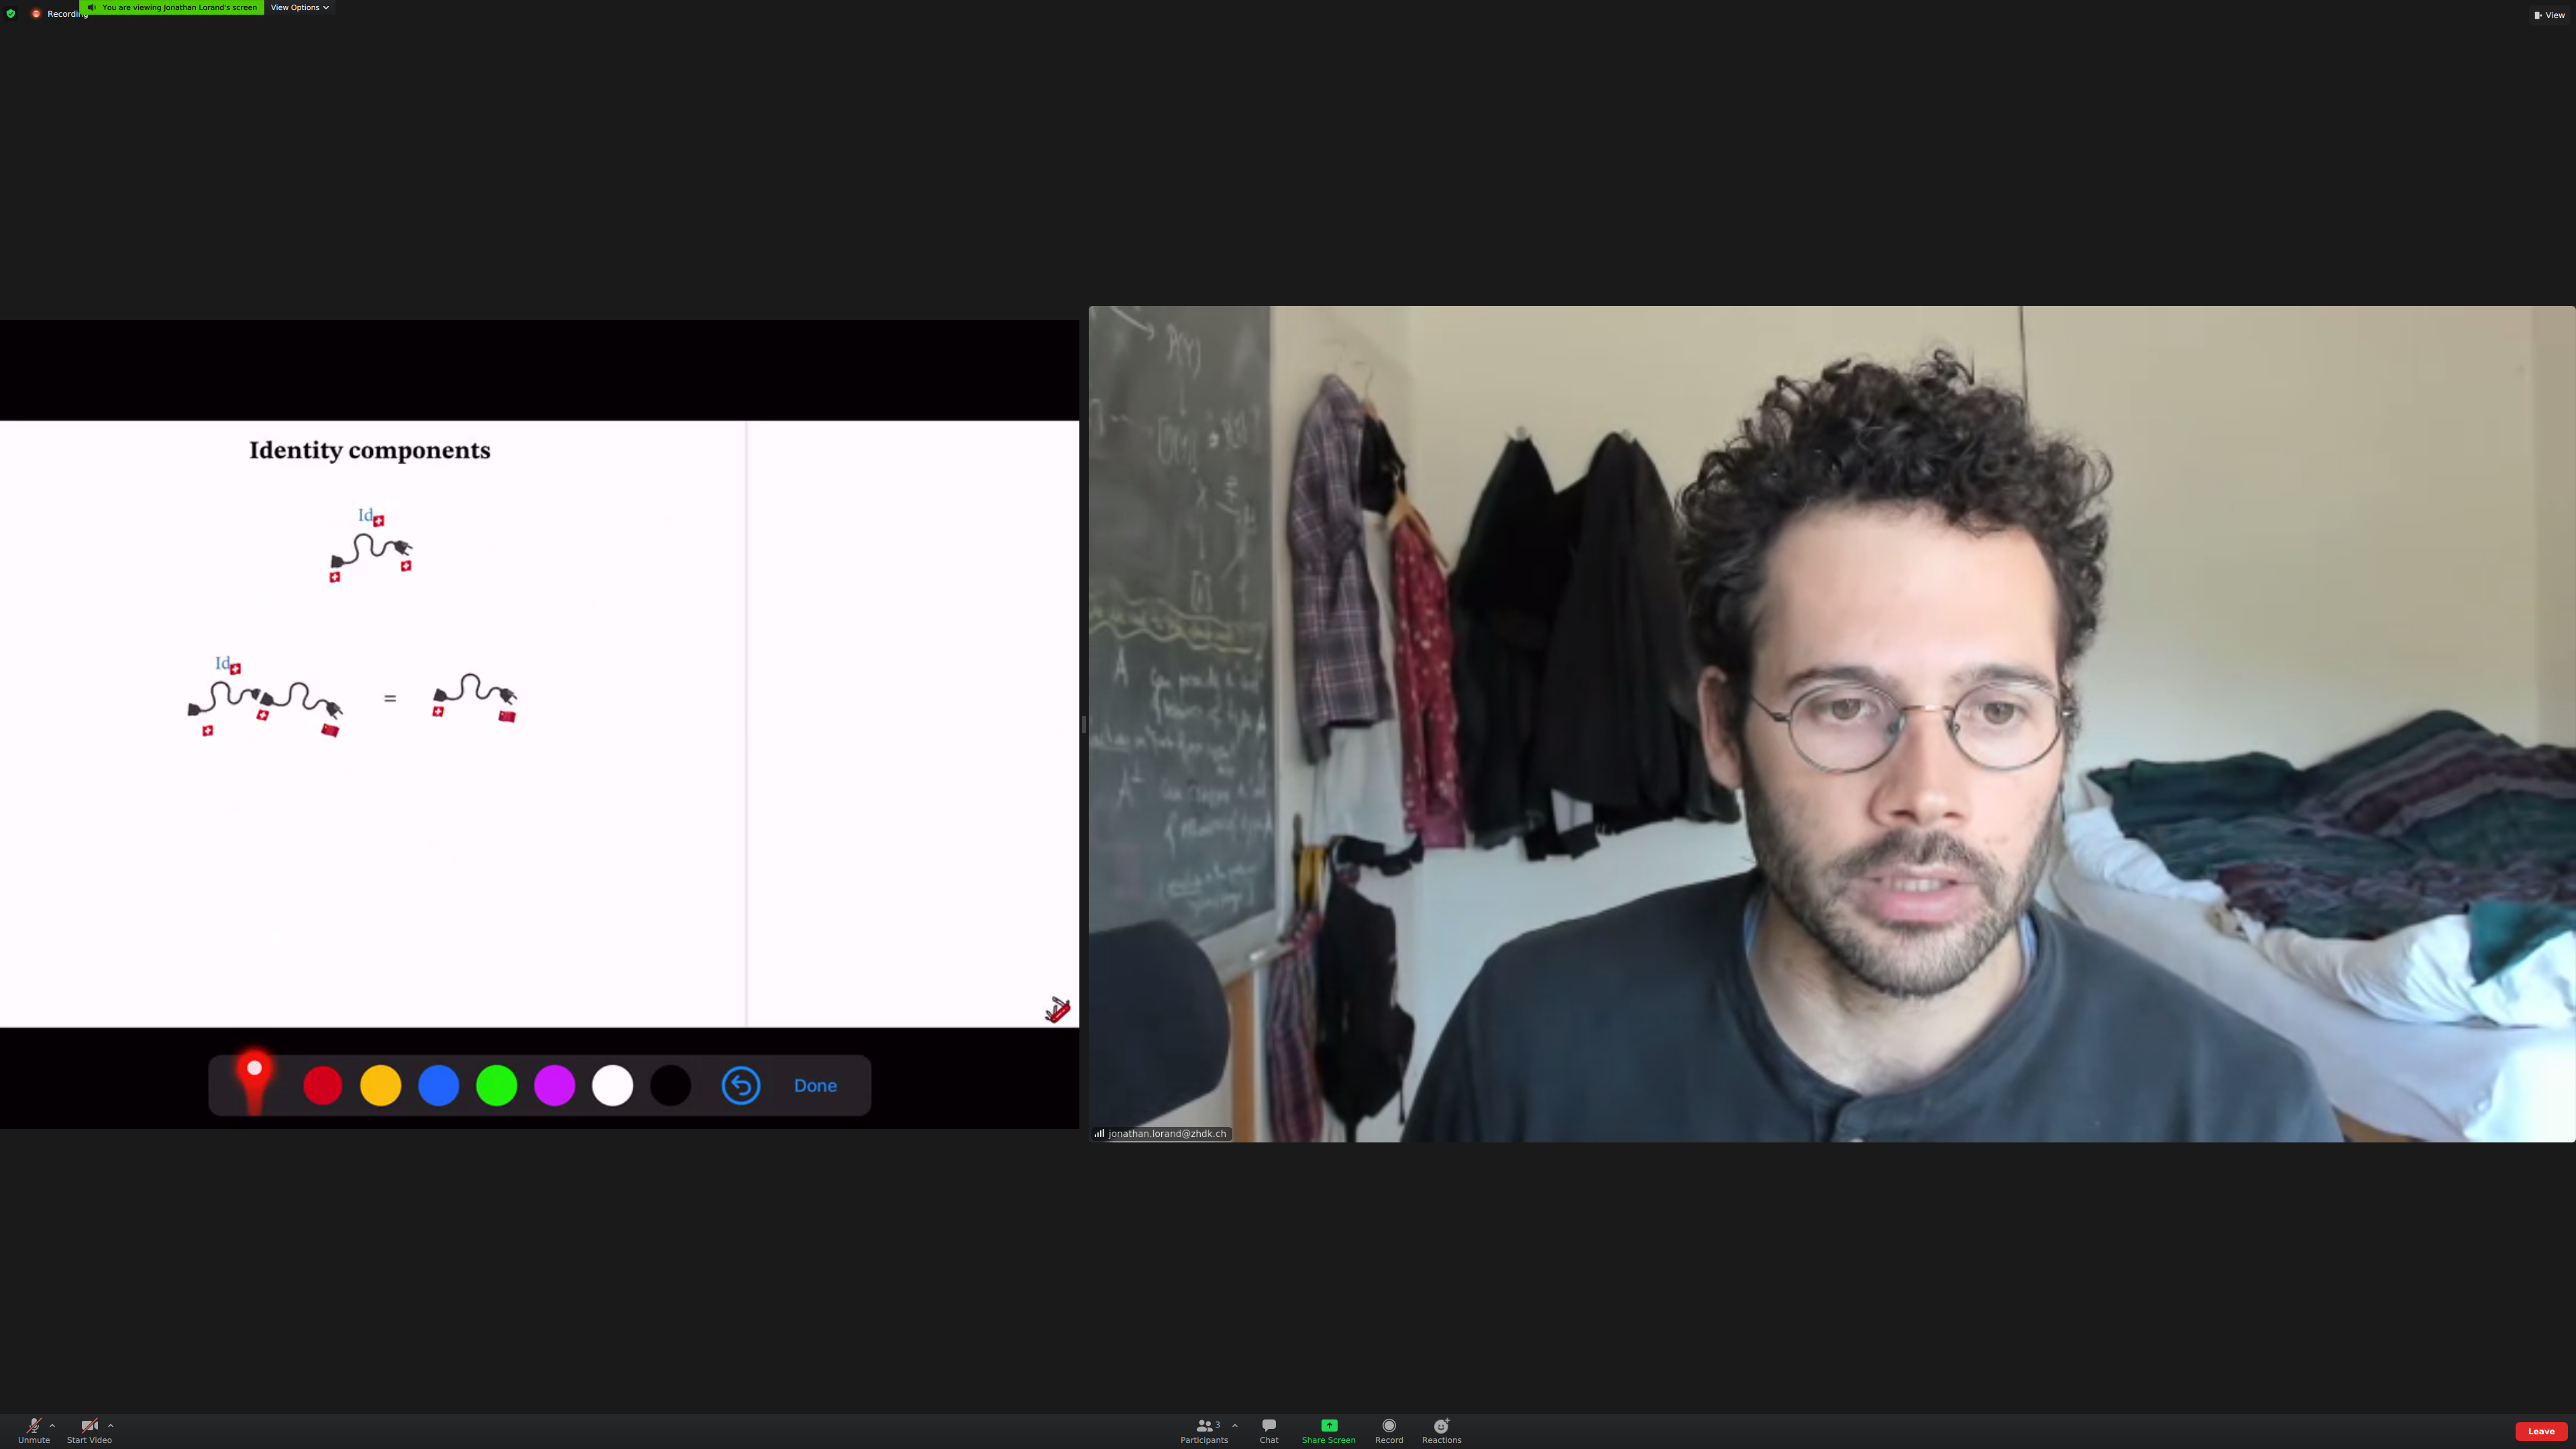 Recording
You are viewing Jonathan Lorand's screen
View Options
View
Identity components
Id
Id
=
Done
P(Y)
A
jonathan.lorand@zhdk.ch
Unmute
Start Video
Participants
3
Chat
Share Screen
Record
Reactions
Leave